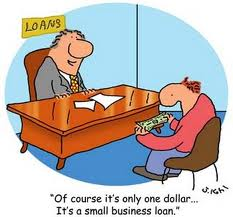 LOANS
"Of course it's only one dollar...
It's a small business loan."